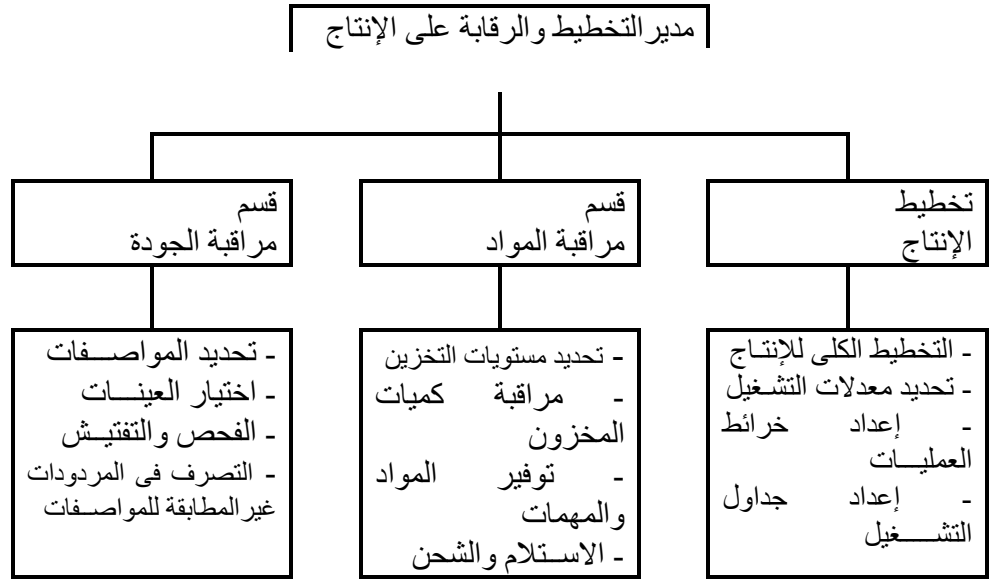 مدير التخطيط والرقابة على الإنتاج
تخطيط
الإنتاج
قسم
مراقبة المواد
قسم
مراقبة الجودة
- التخطيط الكلى للإنتاج
- تحديد معدلات التشغيل
- إعداد خرائط
العمليات
- إعداد جداول
التشغيل
- تحديد مستويات التخزين
- مراقبة كميات
المخزون
- توفير المواد
والمهمات
- الاستلام والشحن
- تحديد المواصفات
- اختيار العينات
- الفحص والتفتيش
- التصرف فى المردودات
غير المطابقة للمواصفات